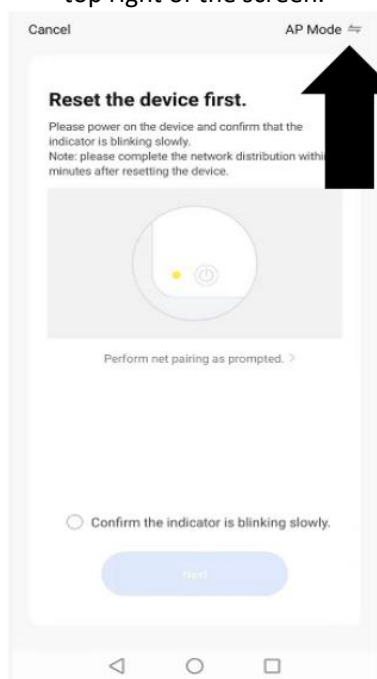 top right of the screen.
Cancel
AP Mode
Reset the device first.
Please power on the device and confirm that the
indicator is blinking slowly.
Note: please complete the network distribution
minutes after resetting the device.
Perform net pairing as prompted. >
Confirm the indicator is blinking slowly.
Next